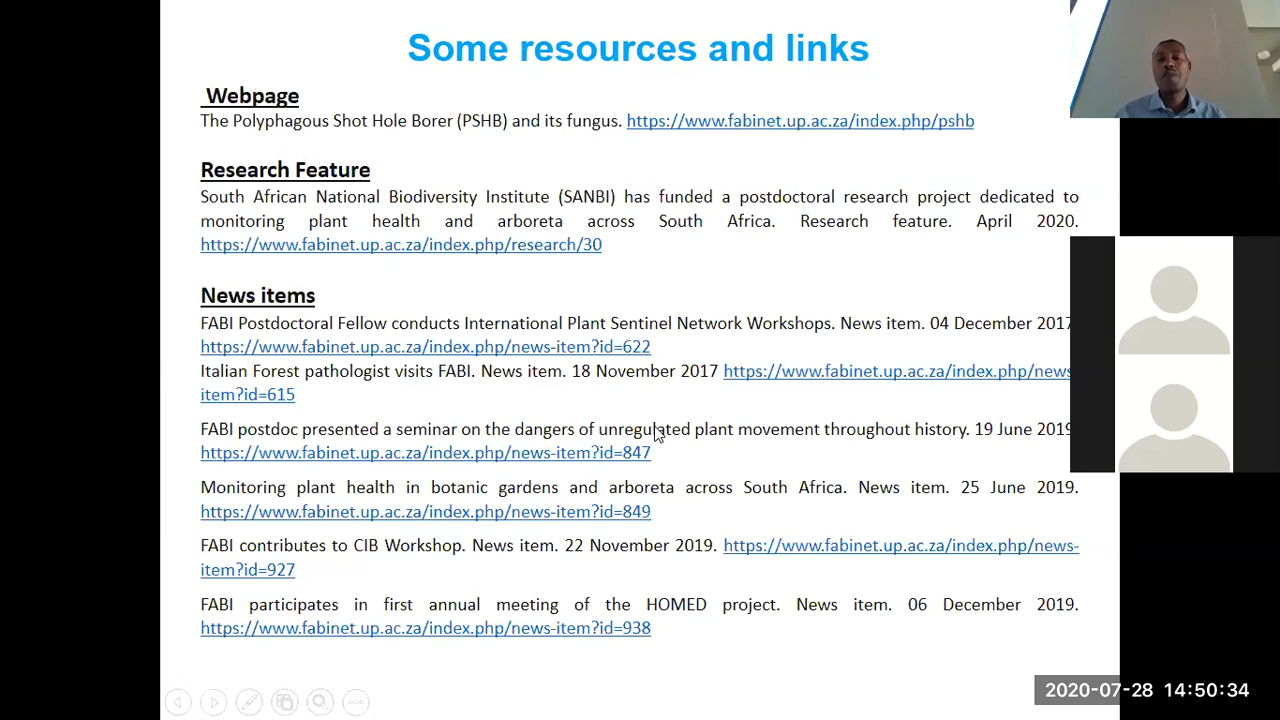 Some resources and links
Webpage
The Polyphagous Shot Hole Borer (PSHB) and its fungus. https://www.fabinet.up.ac.za/index.php/pshb
Research Feature
South African National Biodiversity Institute (SANBI) has funded a postdoctoral research project dedicated to
monitoring plant health and arboreta across South Africa. Research feature. April 2020.
https://www.fabinet.up.ac.za/index.php/research/30
News items
FABI Postdoctoral Fellow conducts International Plant Sentinel Network Workshops. News item. 04 December 2017
https://www.fabinet.up.ac.za/index.php/news-item?id=622
Italian Forest pathologist visits FABI. News item. 18 November 2017 https://www.fabinet.up.ac.za/index.php/news
item?id=615
FABI postdoc presented a seminar on the dangers of unregulated plant movement throughout history. 19 June 2019
https://www.fabinet.up.ac.za/index.php/news-item?id=847
Monitoring plant health in botanic gardens and arboreta across South Africa. News item. 25 June 2019.
https://www.fabinet.up.ac.za/index.php/news-item?id=849
FABI contributes to CIB Workshop. News item. 22 November 2019. https://www.fabinet.up.ac.za/index.php/news-
item?id=927
FABI participates in first annual meeting of the HOMED project. News item. 06 December 2019.
https://www.fabinet.up.ac.za/index.php/news-item?id=938
2020-07-28 14:50:34